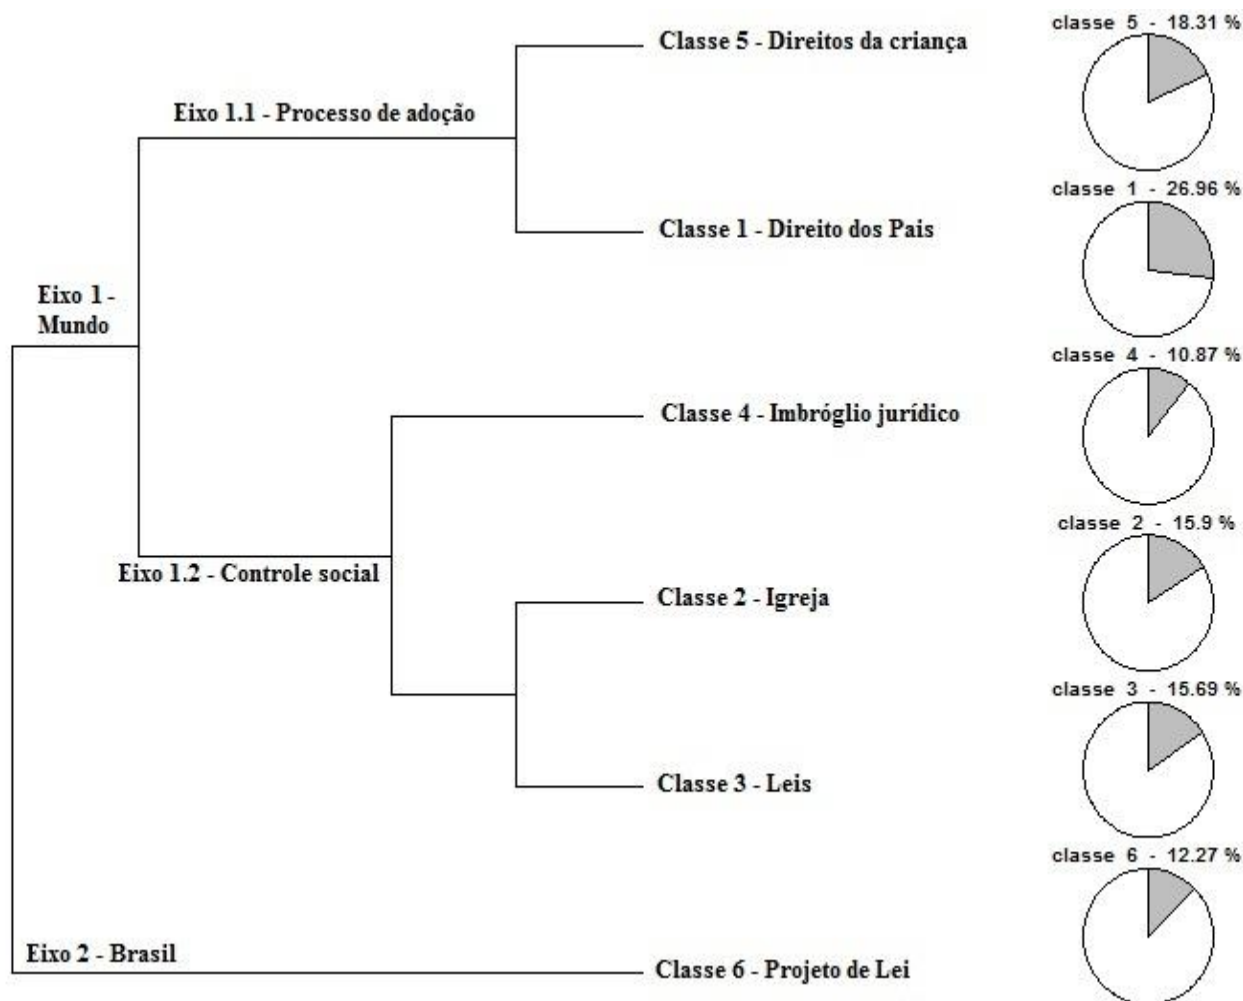 classe 5 - 18.31 %
Classe 5 - Direitos da criança
Eixo 1.1 - Processo de adoção
classe 1 - 26.96 %
Classe 1 - Direito dos Pais
Eixo 1 -
Mundo
classe 4 - 10.87 %
Classe 4 - Imbróglio jurídico
classe 2 - 15.9 %
Eixo 1.2 - Controle social
Classe 2 - Igreja
classe 3 - 15.69 %
Classe 3 - Leis
classe 6 - 12.27 %
Eixo 2 - Brasil
Classe 6 - Projeto de Lei